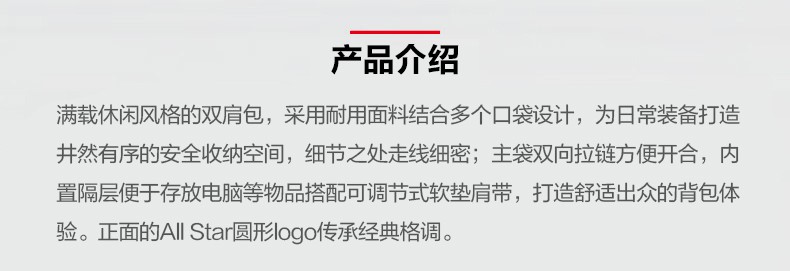 产品介绍
满载休闲风格的双肩包，采用耐用面料结合多个口袋设计，为日常装备打造
井然有序的安全收纳空间，细节之处走线细密；主袋双向拉链方便开合，内
置隔层便于存放电脑等物品搭配可调节式软垫肩带，打造舒适出众的背包体
验。正面的All Star圆形logo传承经典格调。